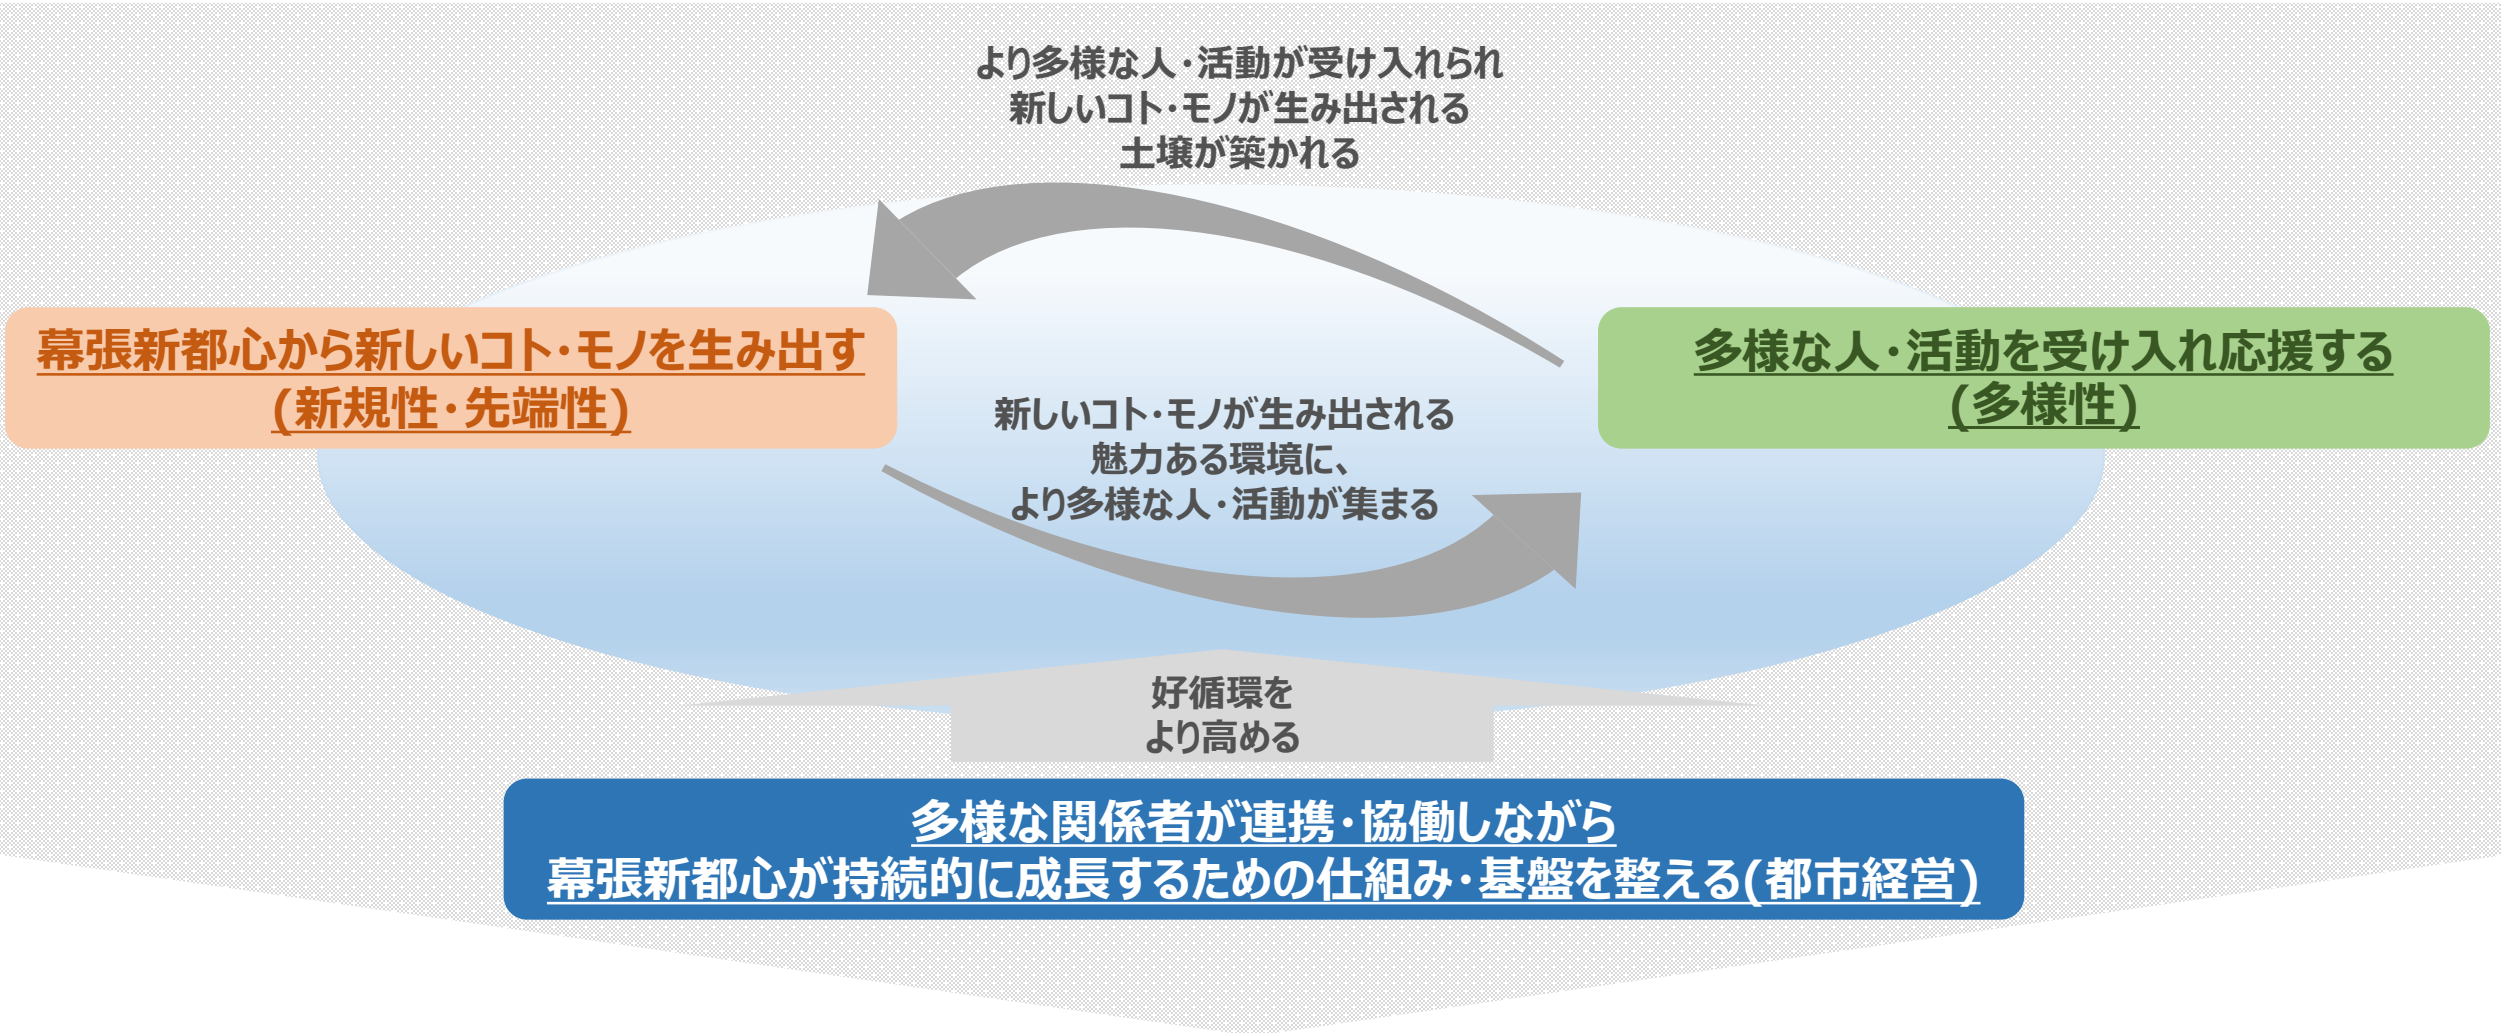 より多様な人・活動が受け入れられ
新しいコト・モノが生み出される
土壌が築かれる
幕張新都心から新しいコト・モノを生み出す
(新規性・先端性)
多様な人・活動を受け入れ応援する
(多様性)
新しいコト・モノが生み出される
魅力ある環境に、
より多様な人・活動が集まる
好循環を
より高める
多様な関係者が連携・協働しながら
幕張新都心が持続的に成長するための仕組み・基盤を整える(都市経営)